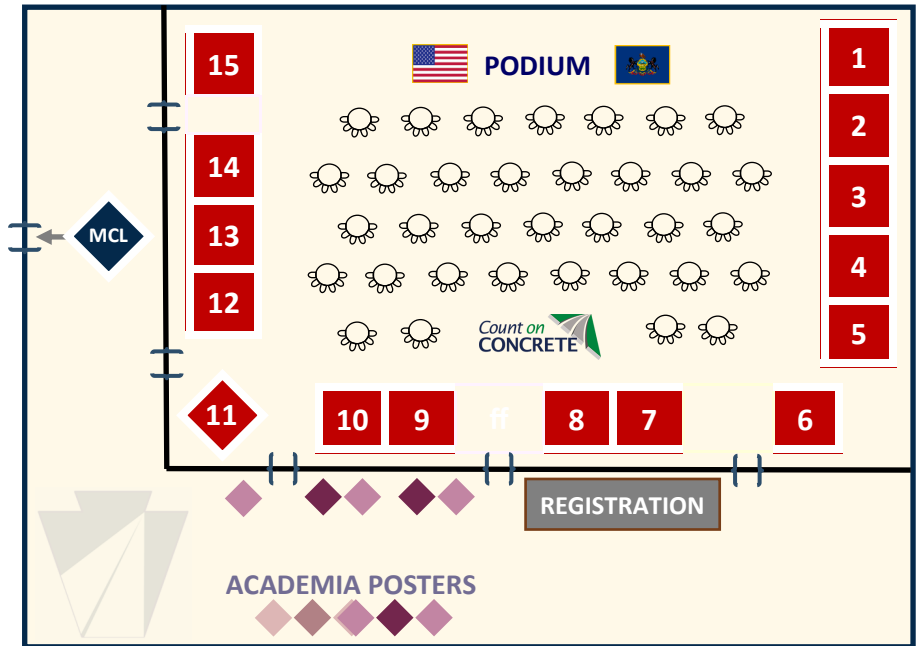 PODIUM
15
1
2
14
3
MCL
13
4
12
5
Count on
CONCRETE
11
10
9
ff
8
7
6
REGISTRATION
ACADEMIA POSTERS